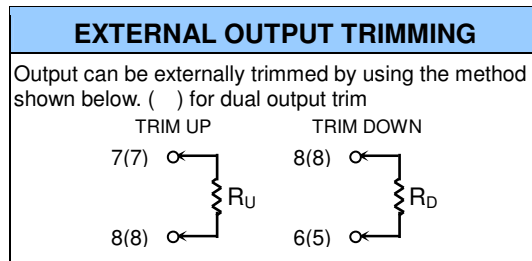 EXTERNAL OUTPUT TRIMMING
Output can be externally trimmed by using the method
shown below. ( ) for dual output trim
TRIM UP TRIM DOWN
7(7) 8(8)
RU RD
8(8) 6(5)